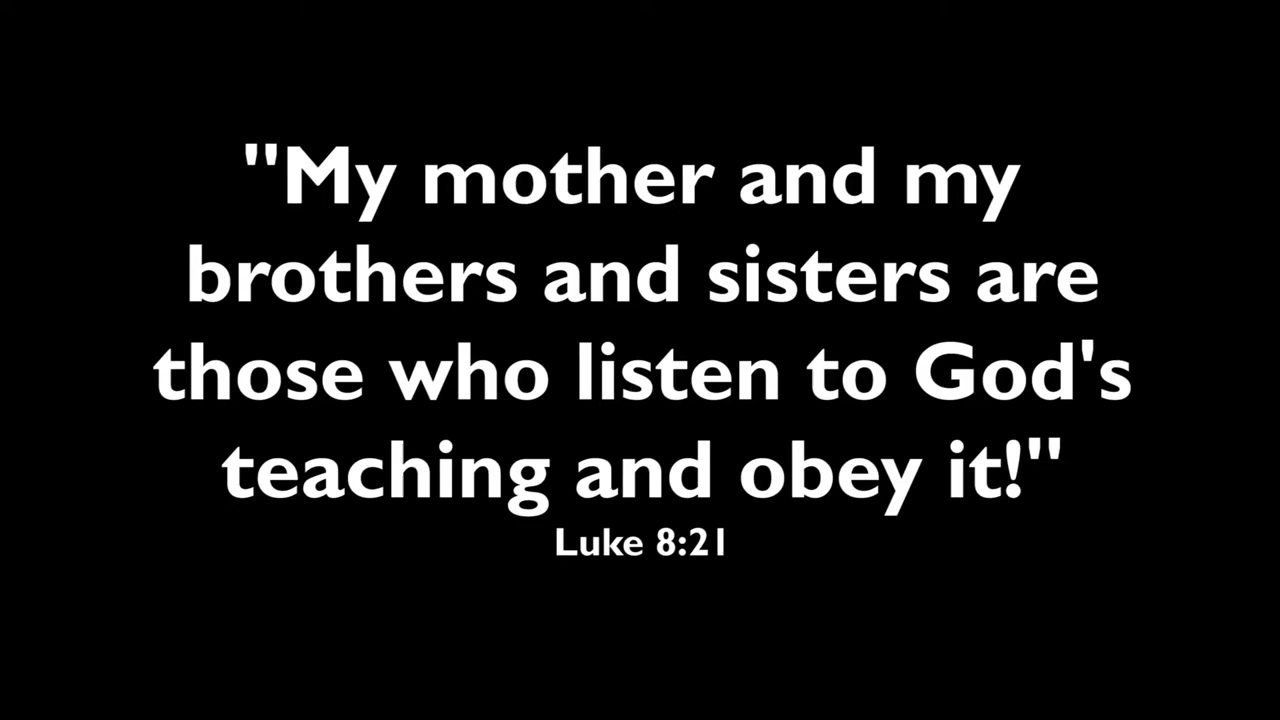 "My mother and my
brothers and sisters are
those who listen to God's
teaching and obey it!"
Luke 8:21